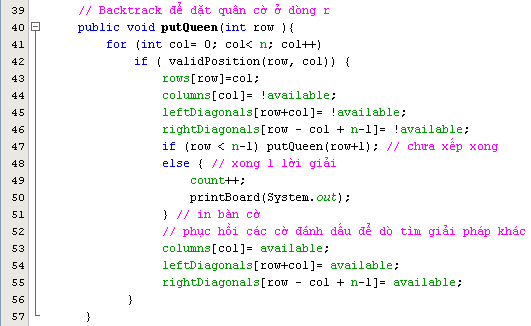 39 // Backtrack để dặt quân cờ ở dòng r
40 public void putQueen(int row ){
41 for (int col= 0; col< n; col++)
42 if ( validPosition(row, col)) {
43 rows[row]=col;
44 columns[col]= !available;
45 leftDiagonals[row+col]= !available;
46 rightDiagonals[row - col + n-1]= !available;
47 if (row < n-1) putQueen(row+1); // chưa xếp xong
48 else { // xong 1 lời giải
49 count++;
50 printBoard(System.out);
51 } // in bàn cờ
52 // phục hồi các cờ đánh dấu để dò tìm giải pháp khác
53 columns[col]= available;
54 leftDiagonals[row+col]= available;
55 rightDiagonals[row - col + n-1]= available;
56 }
57 }